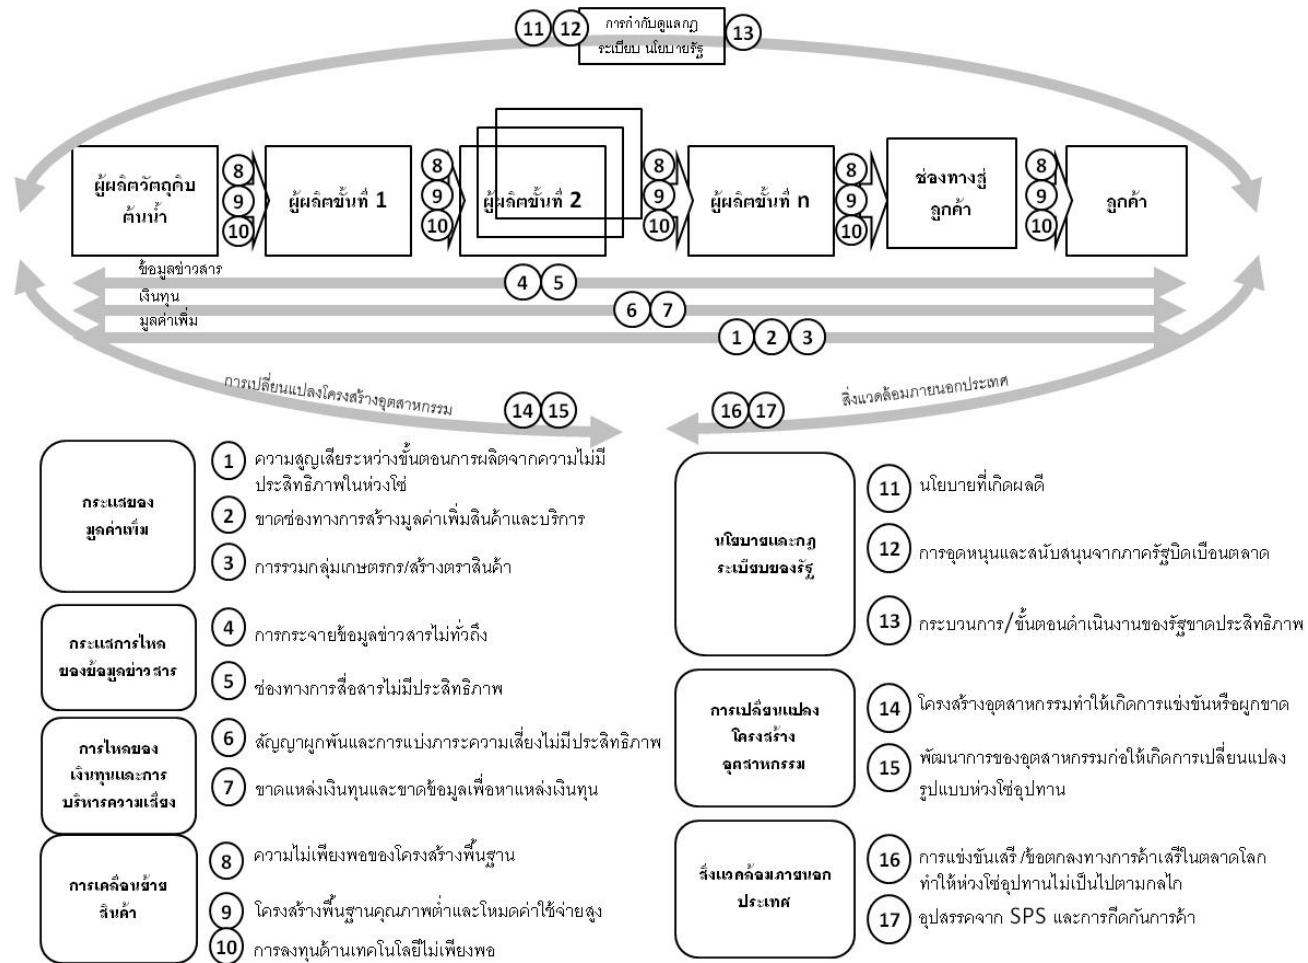 11 12 การกำกับดูแลกฎ 13
ระเบียบ นโยบายรัฐ
ผู้ผลิตวัตถุดิบ
ต้นน้ำ
8
9
10
ผู้ผลิตขั้นที่ 1
8
9
10
ผู้ผลิตขั้นที่ 2
8
9
10
ผู้ผลิตขั้นที่ n
8
9
10
ช่องทางสู่
ลูกค้า
8
9
10
ลูกค้า
ข้อมูลข่าวสาร
4 5
เงินทุน
6 7
มูลค่าเพิ่ม
1 2 3
การเปลี่ยนแปลงโครงสร้างอุตสาหกรรม
14 15
16 17
สิ่งแวดล้อมภายนอกประเทศ
กระแสของ
มูลค่าเพิ่ม
1 ความสูญเสียระหว่างขั้นตอนการผลิตจากความไม่มี
ประสิทธิภาพในห่วงโซ่
2 ขาดช่องทางการสร้างมูลค่าเพิ่มสินค้าและบริการ
3 การรวมกลุ่มเกษตรกร/สร้างตราสินค้า
กระแสการไหล
ของข้อมูลข่าวสาร
4 การกระจายข้อมูลข่าวสารไม่ทั่วถึง
5 ช่องทางการสื่อสารไม่มีประสิทธิภาพ
การไหลของ
เงินทุนและการ
บริหารความเสี่ยง
6 สัญญาผูกพันและการแบ่งภาระความเสี่ยงไม่มีประสิทธิภาพ
7 ขาดแหล่งเงินทุนและขาดข้อมูลเพื่อหาแหล่งเงินทุน
การเคลื่อนย้าย
สินค้า
8 ความไม่เพียงพอของโครงสร้างพื้นฐาน
9 โครงสร้างพื้นฐานคุณภาพต่ำและโหมดค่าใช้จ่ายสูง
10 การลงทุนด้านเทคโนโลยีไม่เพียงพอ
นโยบายและกฎ
ระเบียบของรัฐ
11 นโยบายที่เกิดผลดี
12 การอุดหนุนและสนับสนุนจากภาครัฐบิดเบือนตลาด
13 กระบวนการ/ขั้นตอนดำเนินงานของรัฐขาดประสิทธิภาพ
การเปลี่ยนแปลง
โครงสร้าง
อุตสาหกรรม
14 โครงสร้างอุตสาหกรรมทำให้เกิดการแข่งขันหรือผูกขาด
15 พัฒนาการของอุตสาหกรรมก่อให้เกิดการเปลี่ยนแปลง
รูปแบบห่วงโซ่อุปทาน
สิ่งแวดล้อมภายนอก
ประเทศ
16 การแข่งขันเสรี /ข้อตกลงทางการค้าเสรีในตลาดโลก
ทำให้ห่วงโซ่อุปทานไม่เป็นไปตามกลไก
17 อุปสรรคจาก SPS และการกีดกันการค้า